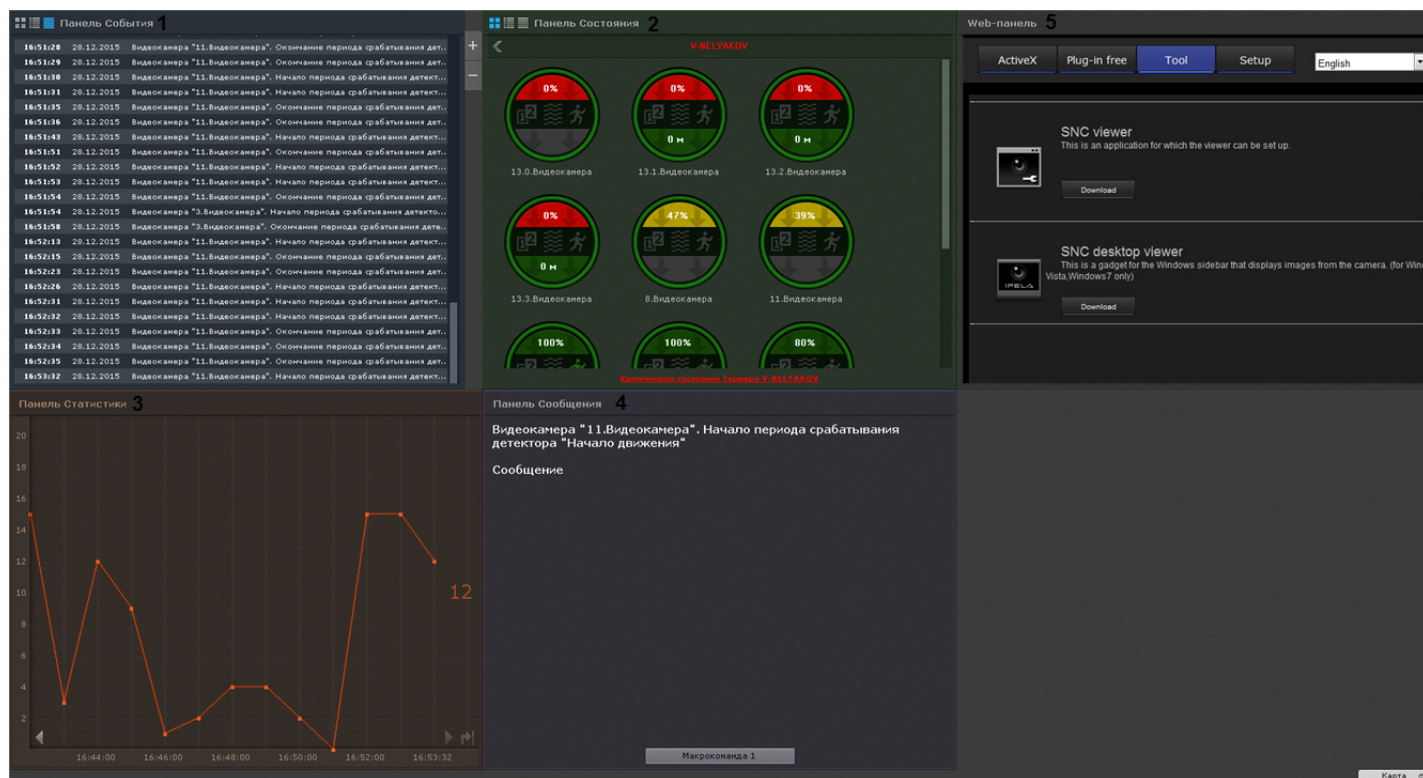 Панель События 1
16:51:28 28.12.2015 Видеокамера "11.Видеокамера". Окончание периода срабатывания дет...
16:51:29 28.12.2015 Видеокамера "11.Видеокамера". Окончание периода срабатывания дет...
16:51:30 28.12.2015 Видеокамера "11.Видеокамера". Начало периода срабатывания детект...
16:51:31 28.12.2015 Видеокамера "11.Видеокамера". Начало периода срабатывания детект...
16:51:35 28.12.2015 Видеокамера "11.Видеокамера". Окончание периода срабатывания дет...
16:51:36 28.12.2015 Видеокамера "11.Видеокамера". Окончание периода срабатывания дет...
16:51:43 28.12.2015 Видеокамера "11.Видеокамера". Начало периода срабатывания детект...
16:51:51 28.12.2015 Видеокамера "11.Видеокамера". Окончание периода срабатывания дет...
16:51:52 28.12.2015 Видеокамера "11.Видеокамера". Начало периода срабатывания детект...
16:51:53 28.12.2015 Видеокамера "11.Видеокамера". Начало периода срабатывания детект...
16:51:54 28.12.2015 Видеокамера "11.Видеокамера". Окончание периода срабатывания дет...
16:51:54 28.12.2015 Видеокамера "3.Видеокамера". Начало периода срабатывания детекто...
16:51:58 28.12.2015 Видеокамера "3.Видеокамера". Окончание периода срабатывания дете...
16:52:13 28.12.2015 Видеокамера "11.Видеокамера". Начало периода срабатывания детект...
16:52:15 28.12.2015 Видеокамера "11.Видеокамера". Окончание периода срабатывания дет...
16:52:23 28.12.2015 Видеокамера "11.Видеокамера". Начало периода срабатывания детект...
16:52:26 28.12.2015 Видеокамера "11.Видеокамера". Окончание периода срабатывания дет...
16:52:31 28.12.2015 Видеокамера "11.Видеокамера". Начало периода срабатывания детект...
16:52:32 28.12.2015 Видеокамера "11.Видеокамера". Начало периода срабатывания детект...
16:52:33 28.12.2015 Видеокамера "11.Видеокамера". Окончание периода срабатывания дет...
16:52:34 28.12.2015 Видеокамера "11.Видеокамера". Окончание периода срабатывания дет...
16:52:35 28.12.2015 Видеокамера "11.Видеокамера". Окончание периода срабатывания дет...
16:53:32 28.12.2015 Видеокамера "11.Видеокамера". Начало периода срабатывания детект...
+
−
Панель Состояния 2
V-BELYAKOV
0% 0% 0%
0 м 0 м
13.0.Видеокамера 13.1.Видеокамера 13.2.Видеокамера
0% 47% 39%
0 м
13.3.Видеокамера 8.Видеокамера 11.Видеокамера
100% 100% 80%
Критическое состояние Сервера V-BELYAKOV
Web-панель 5
ActiveX Plug-in free Tool Setup English
SNC viewer
This is an application for which the viewer can be set up.
Download
SNC desktop viewer
This is a gadget for the Windows sidebar that displays images from the camera. (for Win
Vista,Windows7 only)
IPELA
Download
Панель Статистики 3
20
18
16
14
12
10
8
6
4
2
12
16:44:00 16:46:00 16:48:00 16:50:00 16:52:00 16:53:32
Панель Сообщения 4
Видеокамера "11.Видеокамера". Начало периода срабатывания
детектора "Начало движения"
Сообщение
Макрокоманда 1
Карта